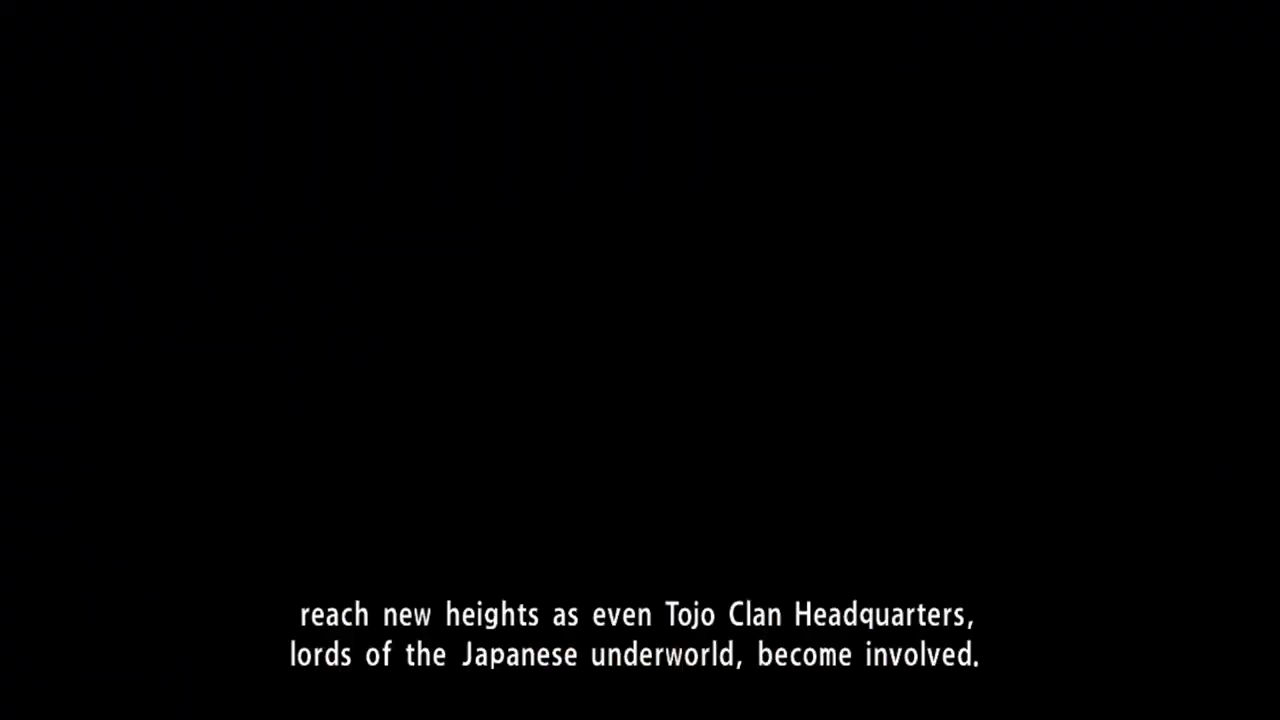 reach new heights as even Tojo Clan Headquarters,
lords of the Japanese underworld, become involved.